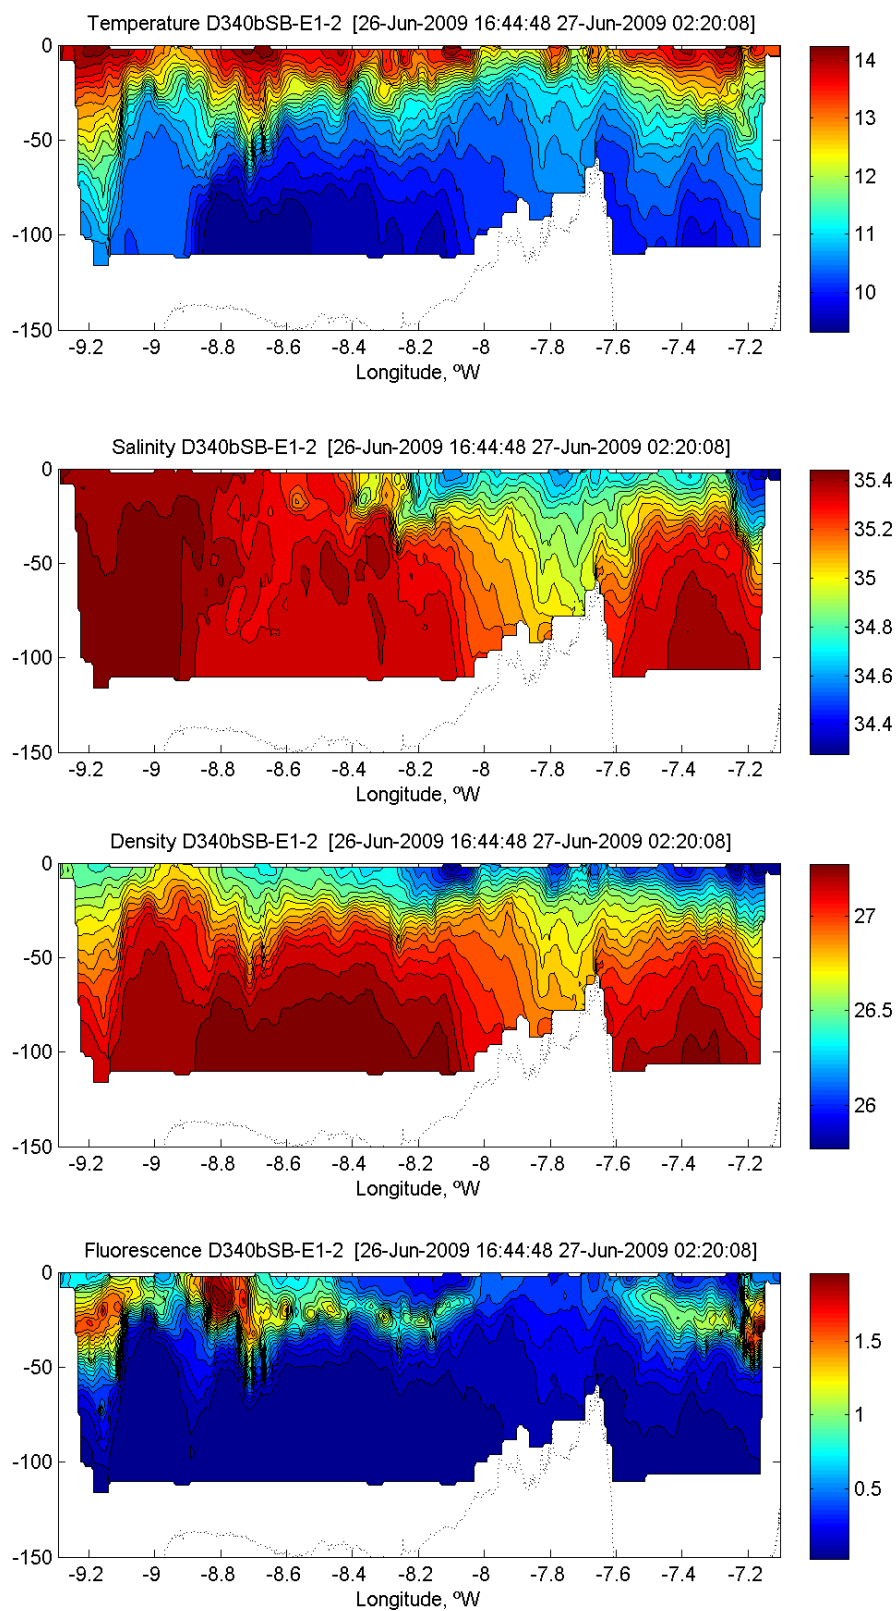 Temperature D340bSB-E1-2 [26-Jun-2009 16:44:48 27-Jun-2009 02:20:08]
0
-50
-100
-150
-9.2 -9 -8.8 -8.6 -8.4 -8.2 -8 -7.8 -7.6 -7.4 -7.2
Longitude, ºW
14
13
12
11
10
Salinity D340bSB-E1-2 [26-Jun-2009 16:44:48 27-Jun-2009 02:20:08]
0
-50
-100
-150
-9.2 -9 -8.8 -8.6 -8.4 -8.2 -8 -7.8 -7.6 -7.4 -7.2
Longitude, ºW
35.4
35.2
35
34.8
34.6
34.4
Density D340bSB-E1-2 [26-Jun-2009 16:44:48 27-Jun-2009 02:20:08]
0
-50
-100
-150
-9.2 -9 -8.8 -8.6 -8.4 -8.2 -8 -7.8 -7.6 -7.4 -7.2
Longitude, ºW
27
26.5
26
Fluorescence D340bSB-E1-2 [26-Jun-2009 16:44:48 27-Jun-2009 02:20:08]
0
-50
-100
-150
-9.2 -9 -8.8 -8.6 -8.4 -8.2 -8 -7.8 -7.6 -7.4 -7.2
Longitude, ºW
1.5
1
0.5